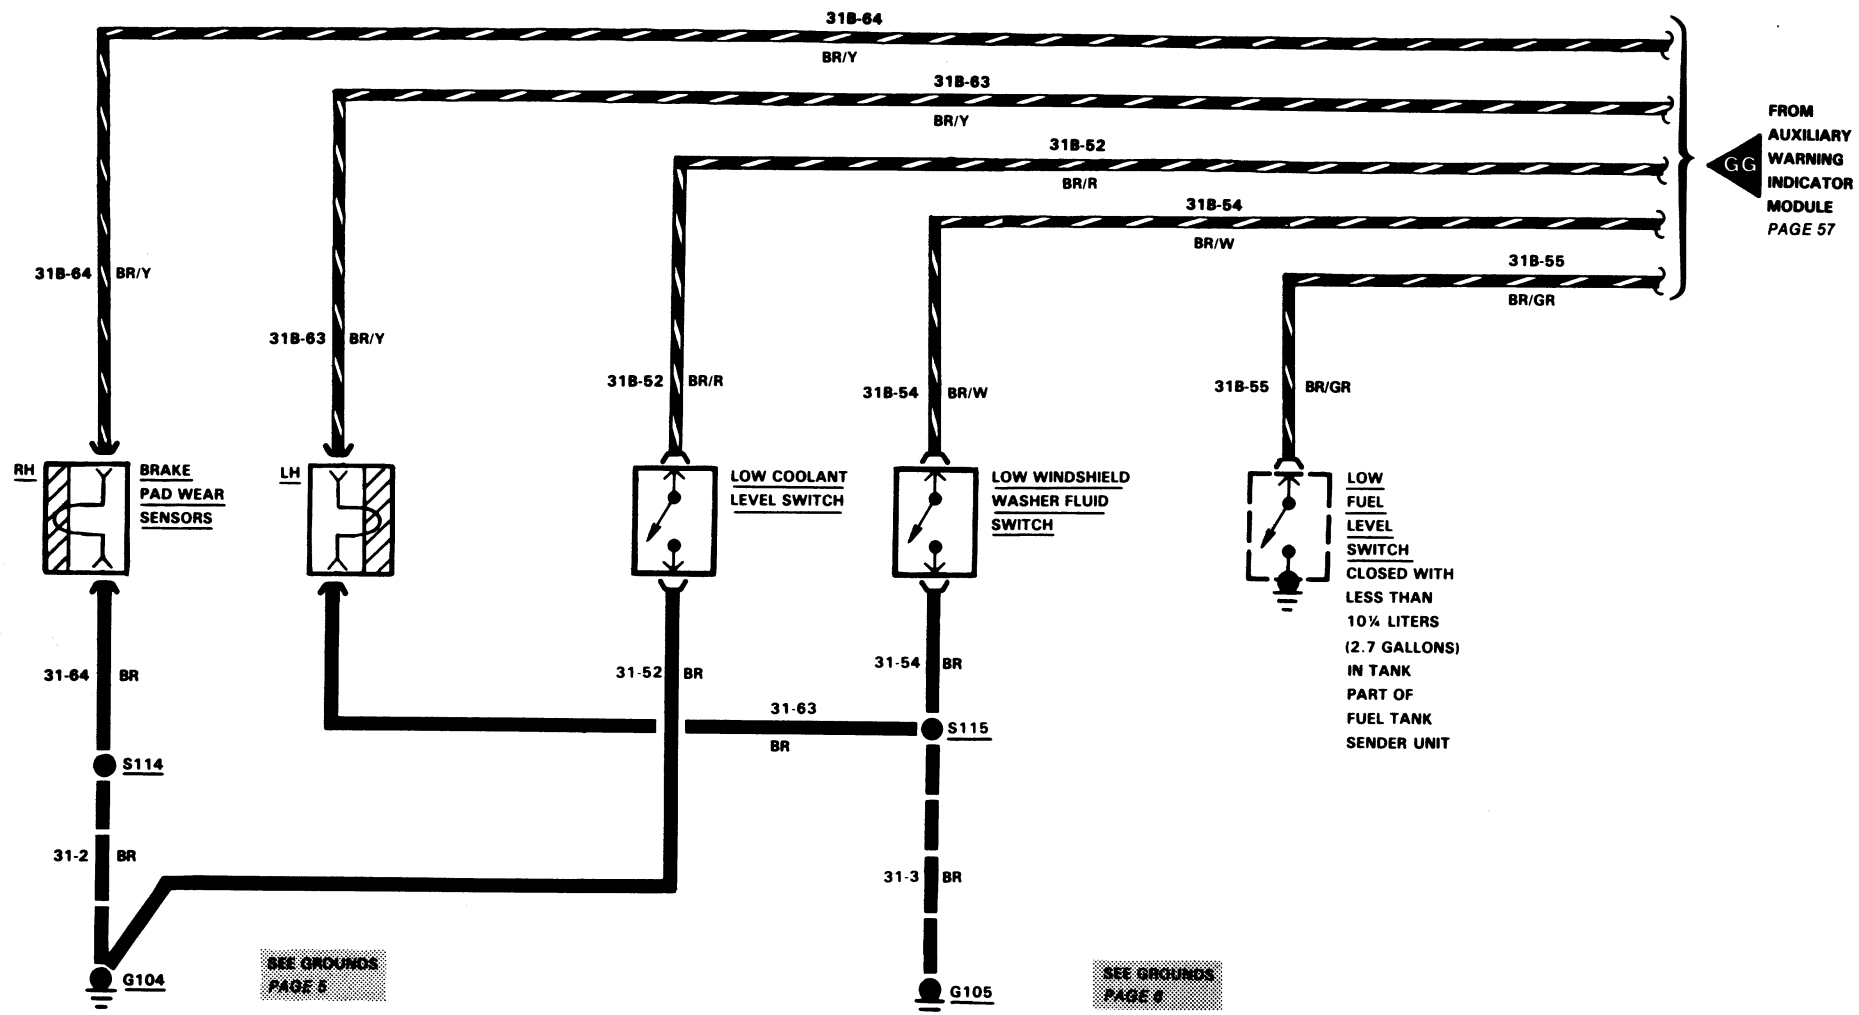 31B-64
BR/Y
31B-63
BR/Y
31B-52
BR/R
31B-54
BR/W
31B-55
BR/GR
GG
FROM
AUXILIARY
WARNING
INDICATOR
MODULE
PAGE 57
31B-64 BR/Y
31B-63 BR/Y
31B-52 BR/R
31B-54 BR/W
31B-55 BR/GR
RH
BRAKE
PAD WEAR
SENSORS
LH
LOW COOLANT
LEVEL SWITCH
LOW WINDSHIELD
WASHER FLUID
SWITCH
LOW
FUEL
LEVEL
SWITCH
CLOSED WITH
LESS THAN
10¼ LITERS
(2.7 GALLONS)
IN TANK
PART OF
FUEL TANK
SENDER UNIT
31-64 BR
31-52 BR
31-54 BR
31-63
BR
S115
S114
31-2 BR
31-3 BR
G104
SEE GROUNDS
PAGE 5
G105
SEE GROUNDS
PAGE 6